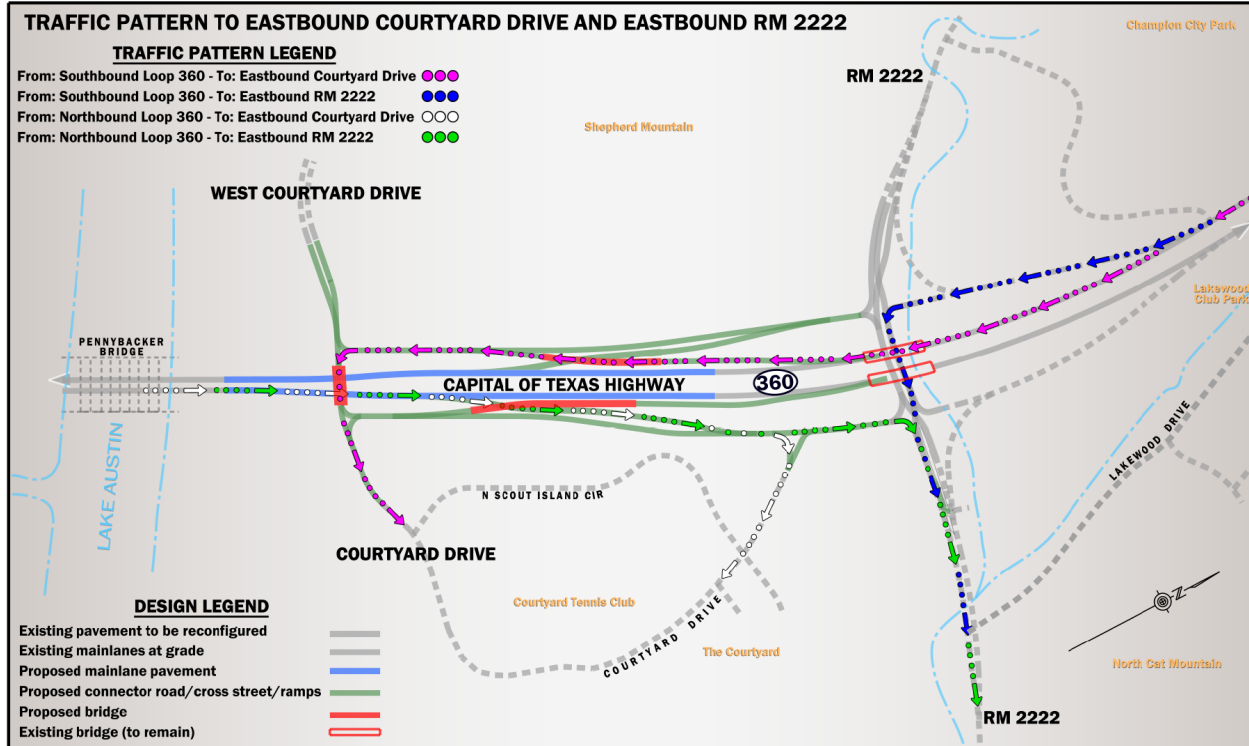 TRAFFIC PATTERN TO EASTBOUND COURTYARD DRIVE AND EASTBOUND RM 2222
TRAFFIC PATTERN LEGEND
From: Southbound Loop 360 - To: Eastbound Courtyard Drive
From: Southbound Loop 360 - To: Eastbound RM 2222
From: Northbound Loop 360 - To: Eastbound Courtyard Drive
From: Northbound Loop 360 - To: Eastbound RM 2222
Champion City Park
RM 2222
Shepherd Mountain
WEST COURTYARD DRIVE
Lakewood
Club Park
PENNYBACKER
BRIDGE
CAPITAL OF TEXAS HIGHWAY
360
LAKE AUSTIN
LAKEWOOD DRIVE
N SCOUT ISLAND CIR
COURTYARD DRIVE
Courtyard Tennis Club
COURTYARD DRIVE
The Courtyard
N
North Cat Mountain
RM 2222
DESIGN LEGEND
Existing pavement to be reconfigured
Existing mainlanes at grade
Proposed mainlane pavement
Proposed connector road/cross street/ramps
Proposed bridge
Existing bridge (to remain)